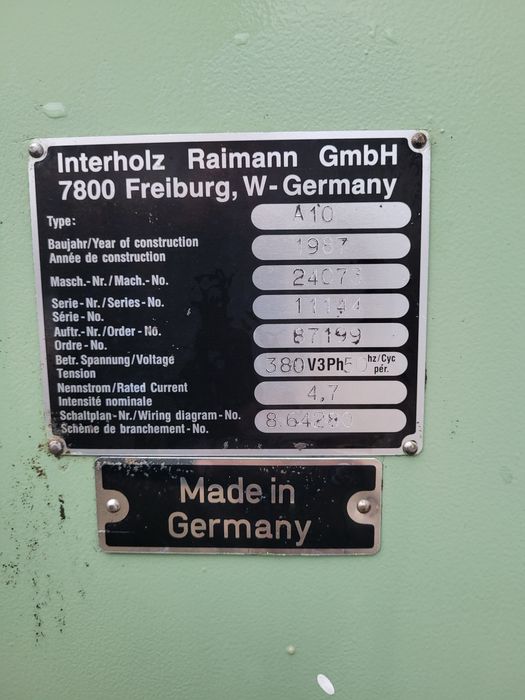 Interholz Raimann GmbH
7800 Freiburg, W-Germany
Type: A10
Baujahr/Year of construction 1987
Année de construction
Masch.-Nr./Mach.-No.
Serie-Nr./Series-No. 11144
Série-No.
Auftr.-Nr./Order-No. 87199
Ordre-No.
Betr. Spannung/Voltage 380 V3Ph 50 hz/Cyc
Tension pér.
Nennstrom/Rated Current 4,7
Intensité nominale
Schaltplan-Nr./Wiring diagram-No.
Schème de branchement-No.
Made in
Germany